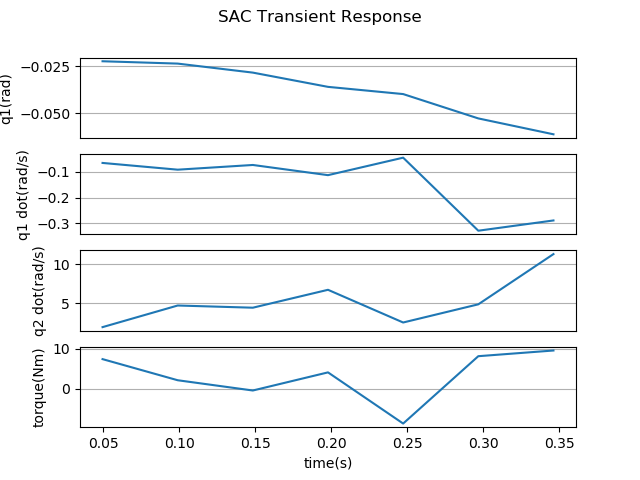 SAC Transient Response
q1(rad)
−0.025
−0.050
q1 dot(rad/s)
−0.1
−0.2
−0.3
q2 dot(rad/s)
10
5
torque(Nm)
10
0
0.05 0.10 0.15 0.20 0.25 0.30 0.35
time(s)